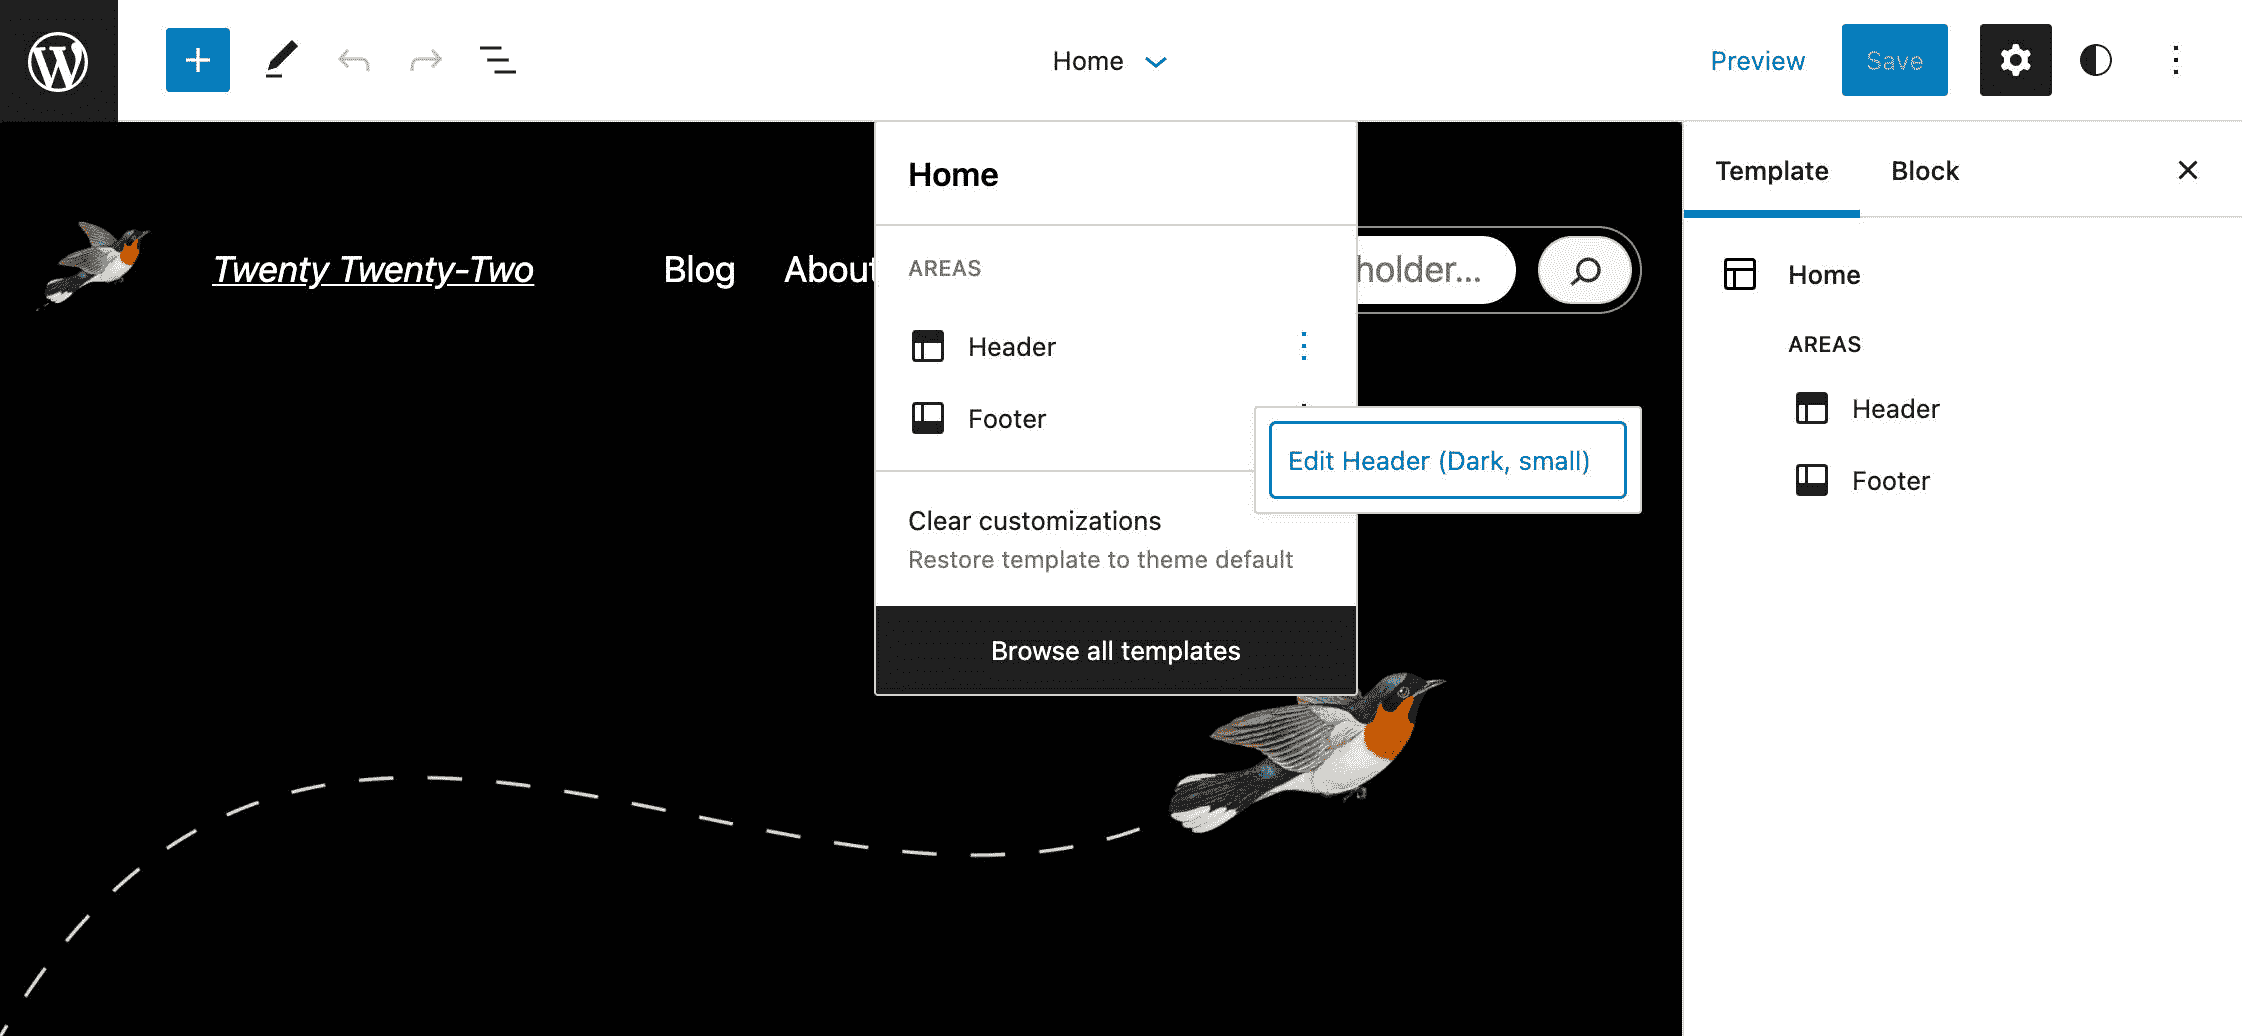 Home
Preview
Save
Home
Template
Block
Twenty Twenty-Two
Blog
About
AREAS
holder...
Home
AREAS
Header
Header
Footer
Footer
Edit Header (Dark, small)
Clear customizations
Restore template to theme default
Browse all templates